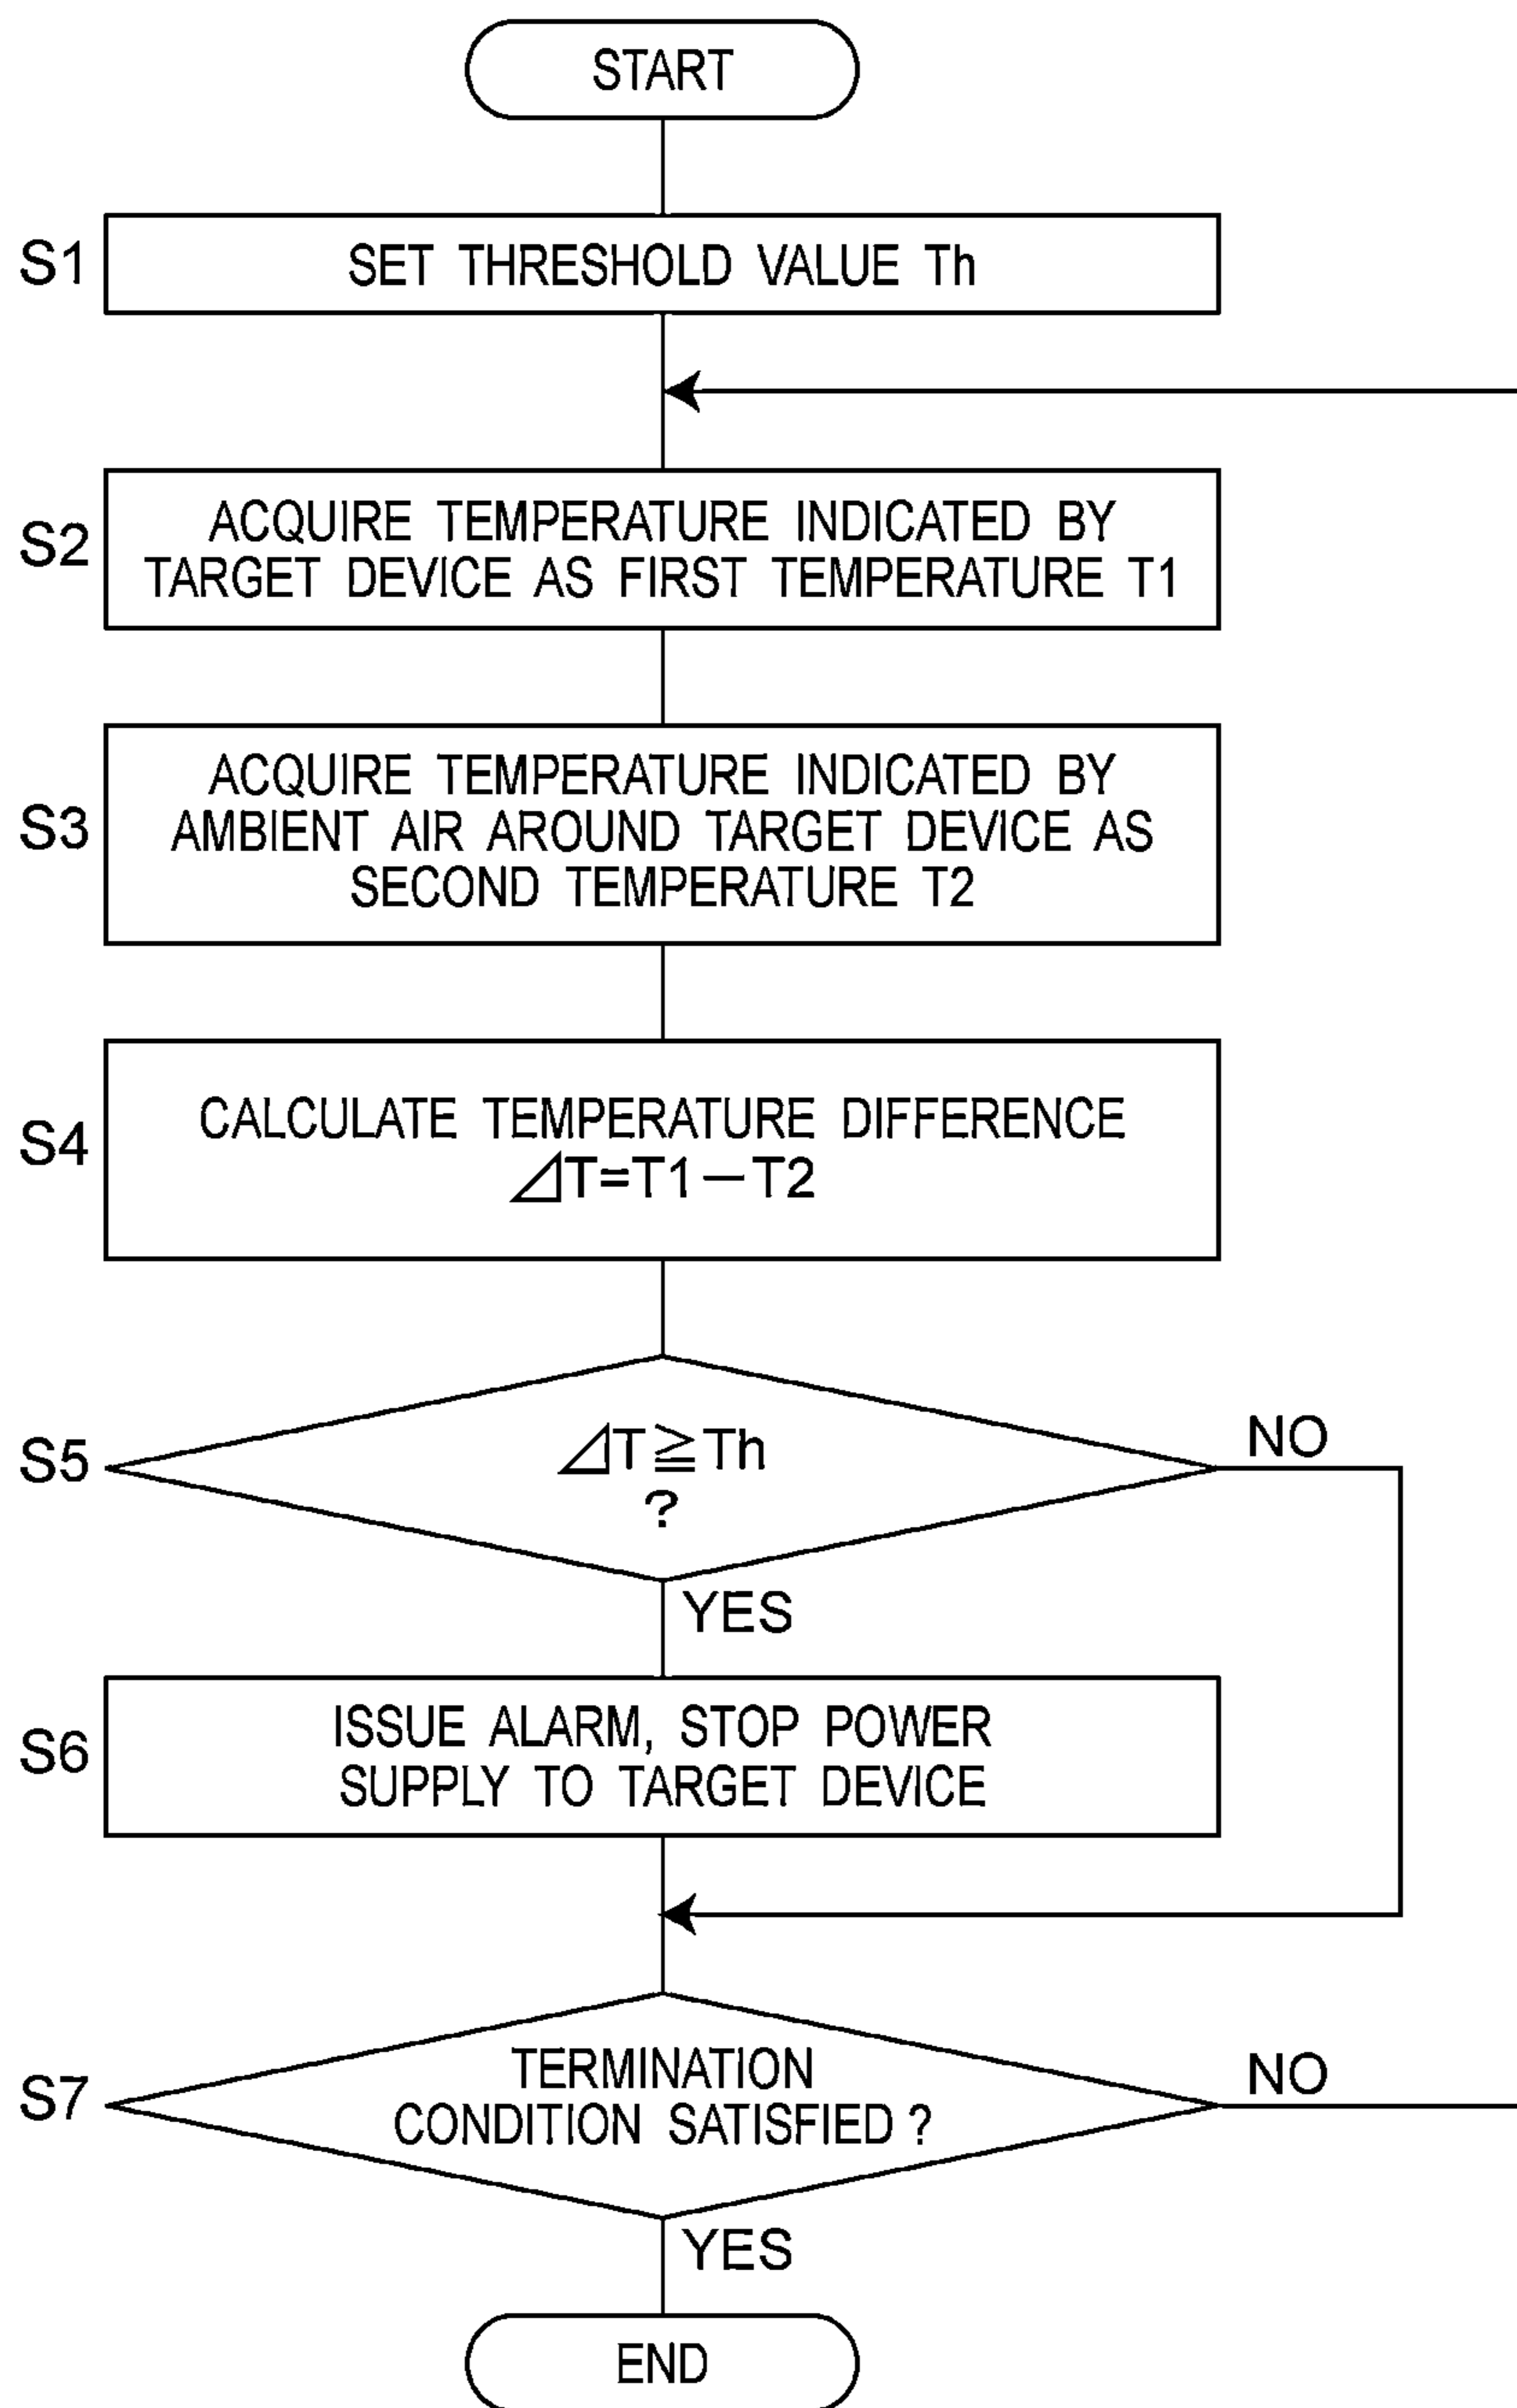 START
S1
SET THRESHOLD VALUE Th
S2
ACQUIRE TEMPERATURE INDICATED BY
TARGET DEVICE AS FIRST TEMPERATURE T1
S3
ACQUIRE TEMPERATURE INDICATED BY
AMBIENT AIR AROUND TARGET DEVICE AS
SECOND TEMPERATURE T2
S4
CALCULATE TEMPERATURE DIFFERENCE
⊿T=T1−T2
S5
⊿T≧Th
?
NO
YES
S6
ISSUE ALARM, STOP POWER
SUPPLY TO TARGET DEVICE
S7
TERMINATION
CONDITION SATISFIED ?
NO
YES
END